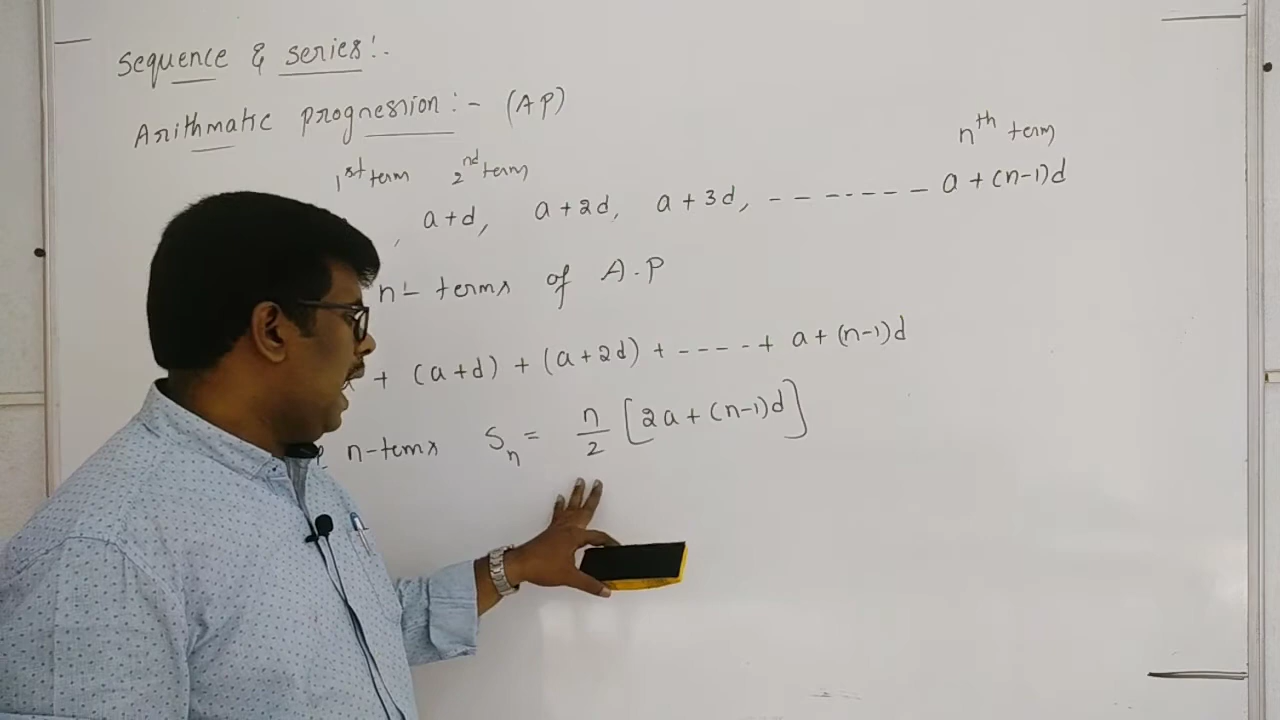 Sequence & series:.
Arithmatic progression :- (AP)
1st term 2nd term nth term
, a+d, a+2d, a+3d, -------- a+(n-1)d
n- terms of A.P
+ (a+d) + (a+2d) + ----- + a+(n-1)d
n-terms Sn = n/2 [2a+(n-1)d]